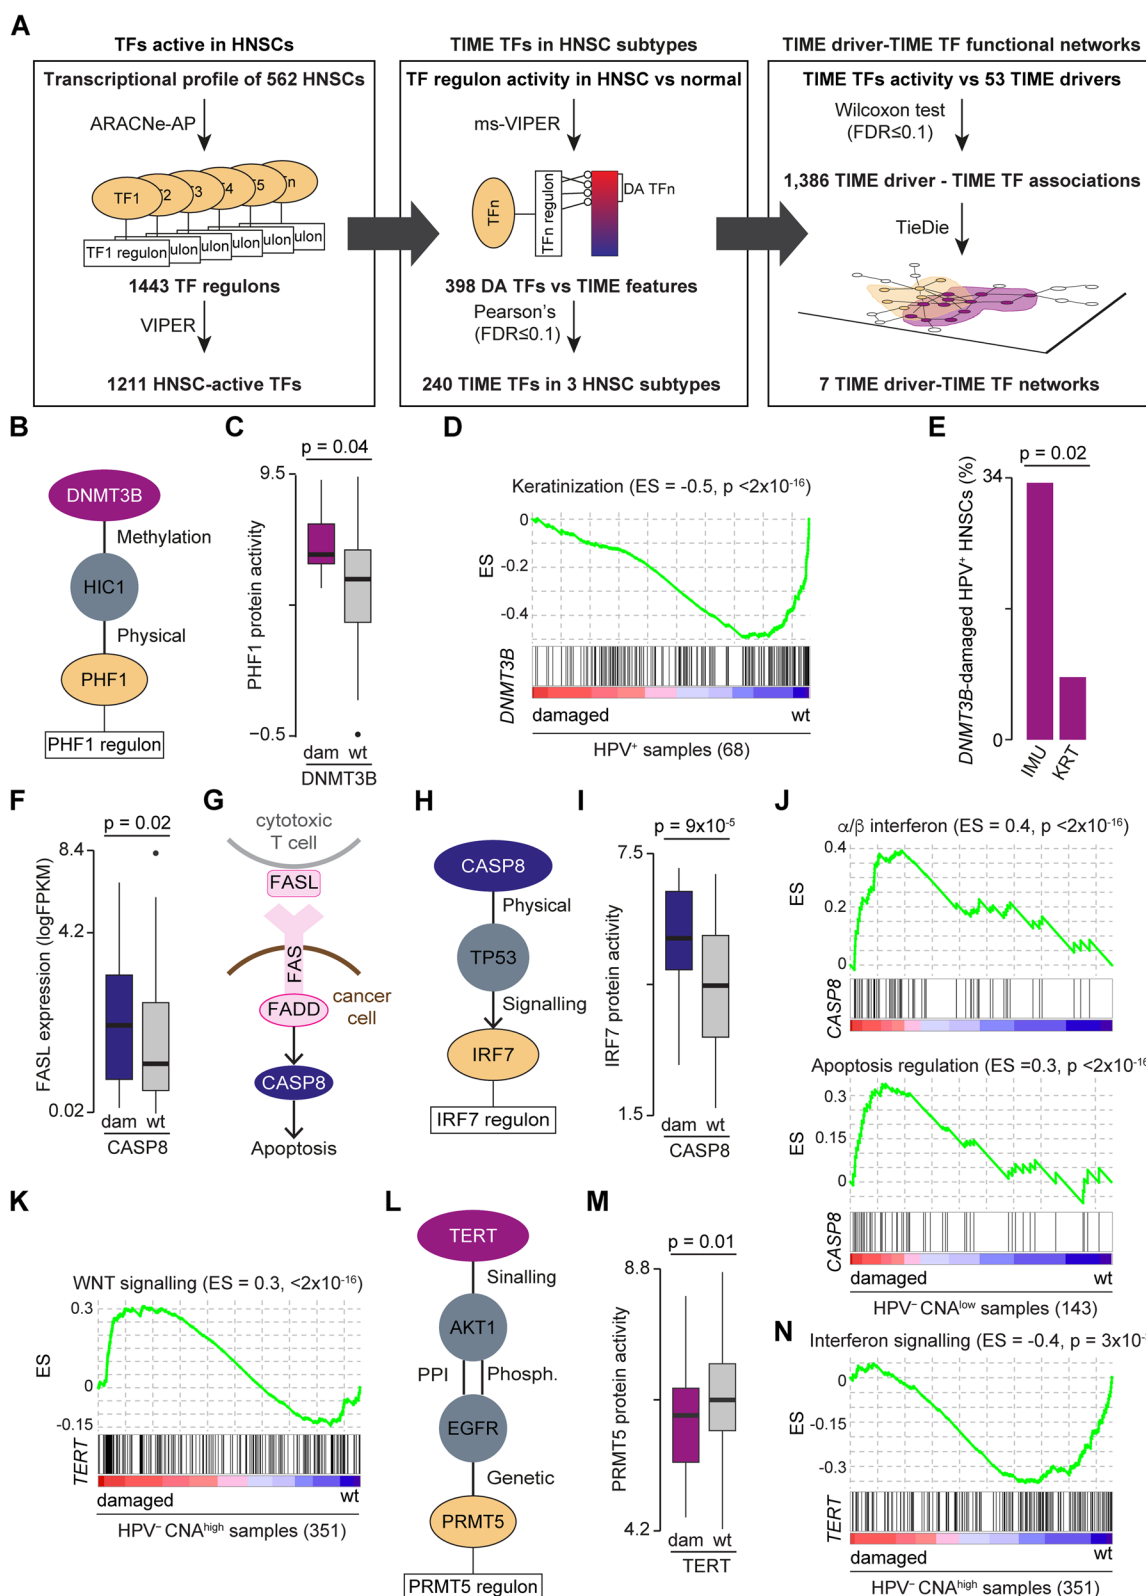 A
TFs active in HNSCs
TIME TFs in HNSC subtypes
TIME driver-TIME TF functional networks
Transcriptional profile of 562 HNSCs
ARACNe-AP
TF1
F2
F3
F4
F5
Fn
TF1 regulon
ulon
ulon
ulon
ulon
ulon
1443 TF regulons
VIPER
1211 HNSC-active TFs
TF regulon activity in HNSC vs normal
ms-VIPER
TFn
TFn regulon
DA TFn
398 DA TFs vs TIME features
Pearson's
(FDR≤0.1)
240 TIME TFs in 3 HNSC subtypes
TIME TFs activity vs 53 TIME drivers
Wilcoxon test
(FDR≤0.1)
1,386 TIME driver - TIME TF associations
TieDie
7 TIME driver-TIME TF networks
B
DNMT3B
Methylation
HIC1
Physical
PHF1
PHF1 regulon
C
p = 0.04
9.5
PHF1 protein activity
-0.5
dam wt
DNMT3B
D
Keratinization (ES = -0.5, p <2x10⁻¹⁶)
0
-0.2
-0.4
ES
DNMT3B
damaged wt
HPV⁺ samples (68)
E
p = 0.02
34
DNMT3B-damaged HPV⁺ HNSCs (%)
0
IMU
KRT
F
p = 0.02
8.4
4.2
0.02
FASL expression (logFPKM)
dam wt
CASP8
G
cytotoxic
T cell
FASL
FAS
FADD
cancer
cell
CASP8
Apoptosis
H
CASP8
Physical
TP53
Signalling
IRF7
IRF7 regulon
I
p = 9x10⁻⁵
7.5
IRF7 protein activity
1.5
dam wt
CASP8
J
α/β interferon (ES = 0.4, p <2x10⁻¹⁶)
0.4
0.2
0
ES
CASP8
Apoptosis regulation (ES =0.3, p <2x10⁻¹⁶
0.3
0.15
0
ES
CASP8
damaged wt
HPV⁻ CNAˡᵒʷ samples (143)
K
WNT signalling (ES = 0.3, <2x10⁻¹⁶)
0.3
0
-0.15
ES
TERT
damaged wt
HPV⁻ CNAʰⁱᵍʰ samples (351)
L
TERT
Sinalling
AKT1
PPI
Phosph.
EGFR
Genetic
PRMT5
PRMT5 regulon
M
p = 0.01
8.8
PRMT5 protein activity
4.2
dam wt
TERT
N
Interferon signalling (ES = -0.4, p = 3x10⁻
0
-0.15
-0.3
ES
TERT
damaged wt
HPV⁻ CNAʰⁱᵍʰ samples (351)